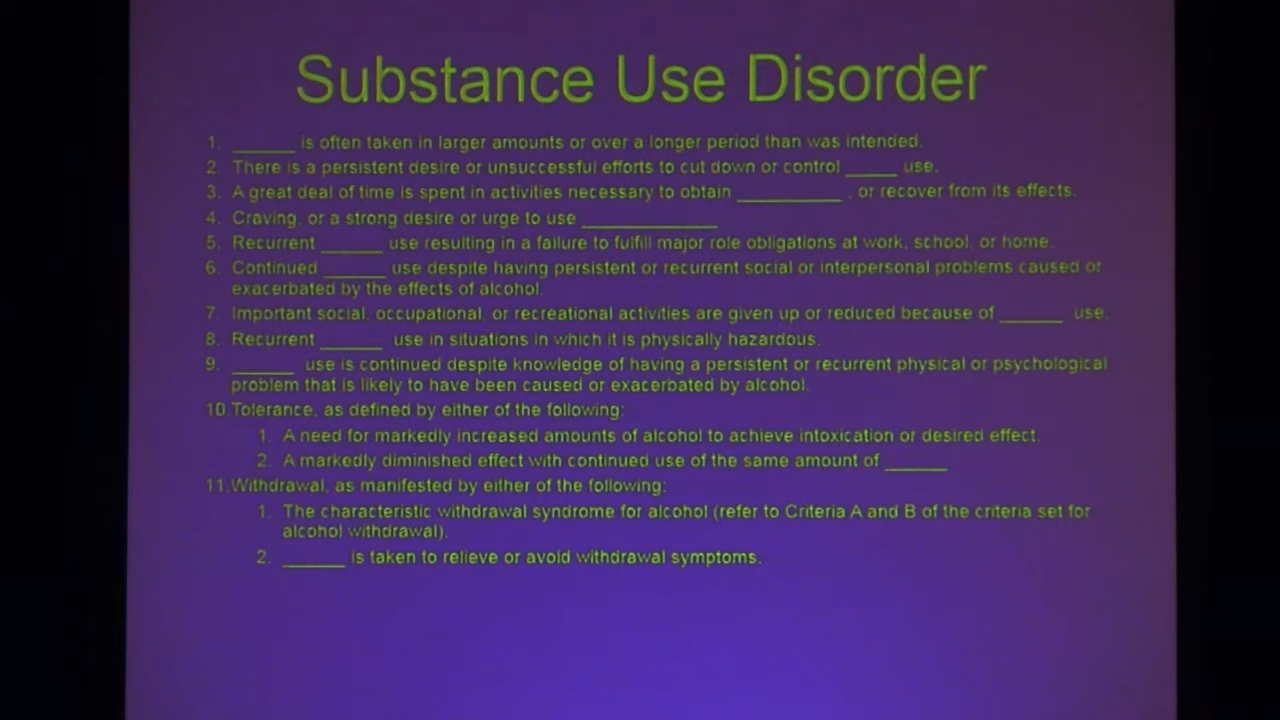 Substance Use Disorder
1. ______ is often taken in larger amounts or over a longer period than was intended.
2. There is a persistent desire or unsuccessful efforts to cut down or control _____ use.
3. A great deal of time is spent in activities necessary to obtain __________ , or recover from its effects.
4. Craving, or a strong desire or urge to use _____________
5. Recurrent ______ use resulting in a failure to fulfill major role obligations at work, school, or home.
6. Continued ______ use despite having persistent or recurrent social or interpersonal problems caused or
exacerbated by the effects of alcohol.
7. Important social, occupational, or recreational activities are given up or reduced because of ______ use.
8. Recurrent ______ use in situations in which it is physically hazardous.
9. ______ use is continued despite knowledge of having a persistent or recurrent physical or psychological
problem that is likely to have been caused or exacerbated by alcohol.
10. Tolerance, as defined by either of the following:
1. A need for markedly increased amounts of alcohol to achieve intoxication or desired effect.
2. A markedly diminished effect with continued use of the same amount of ______
11. Withdrawal, as manifested by either of the following:
1. The characteristic withdrawal syndrome for alcohol (refer to Criteria A and B of the criteria set for
alcohol withdrawal).
2. ______ is taken to relieve or avoid withdrawal symptoms.